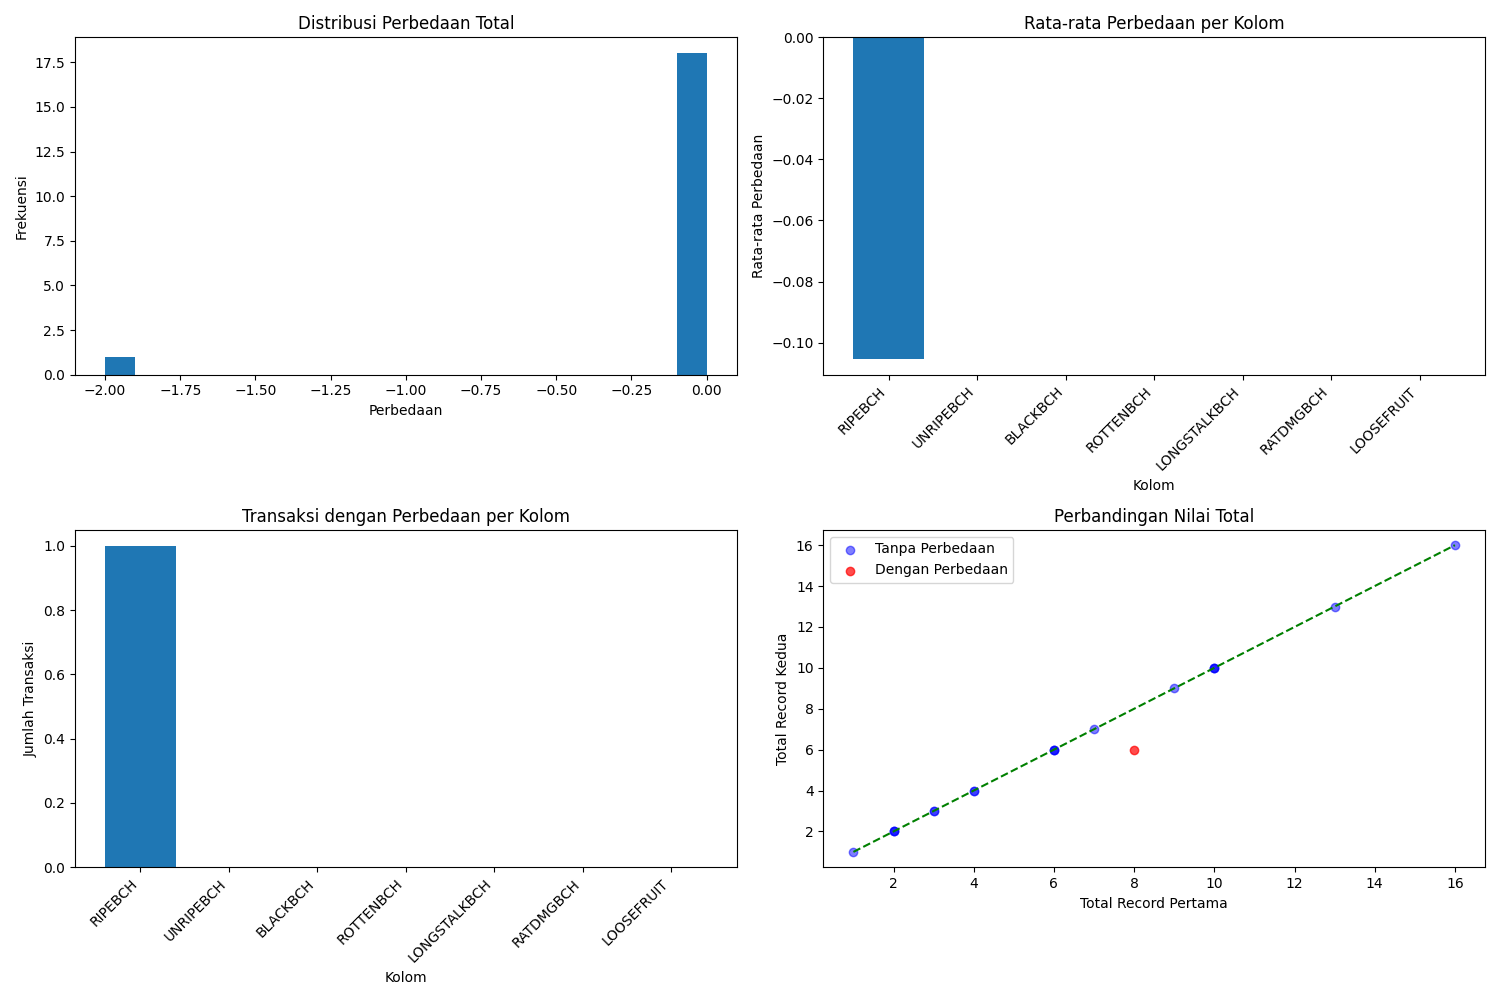 Distribusi Perbedaan Total
Frekuensi
17.5
15.0
12.5
10.0
7.5
5.0
2.5
0.0
−2.00 −1.75 −1.50 −1.25 −1.00 −0.75 −0.50 −0.25 0.00
Perbedaan
Rata-rata Perbedaan per Kolom
Rata-rata Perbedaan
0.00
−0.02
−0.04
−0.06
−0.08
−0.10
RIPEBCH
UNRIPEBCH
BLACKBCH
ROTTENBCH
LONGSTALKBCH
RATDMGBCH
LOOSEFRUIT
Kolom
Transaksi dengan Perbedaan per Kolom
Jumlah Transaksi
1.0
0.8
0.6
0.4
0.2
0.0
RIPEBCH
UNRIPEBCH
BLACKBCH
ROTTENBCH
LONGSTALKBCH
RATDMGBCH
LOOSEFRUIT
Kolom
Perbandingan Nilai Total
Tanpa Perbedaan
Dengan Perbedaan
Total Record Kedua
16
14
12
10
8
6
4
2
2 4 6 8 10 12 14 16
Total Record Pertama